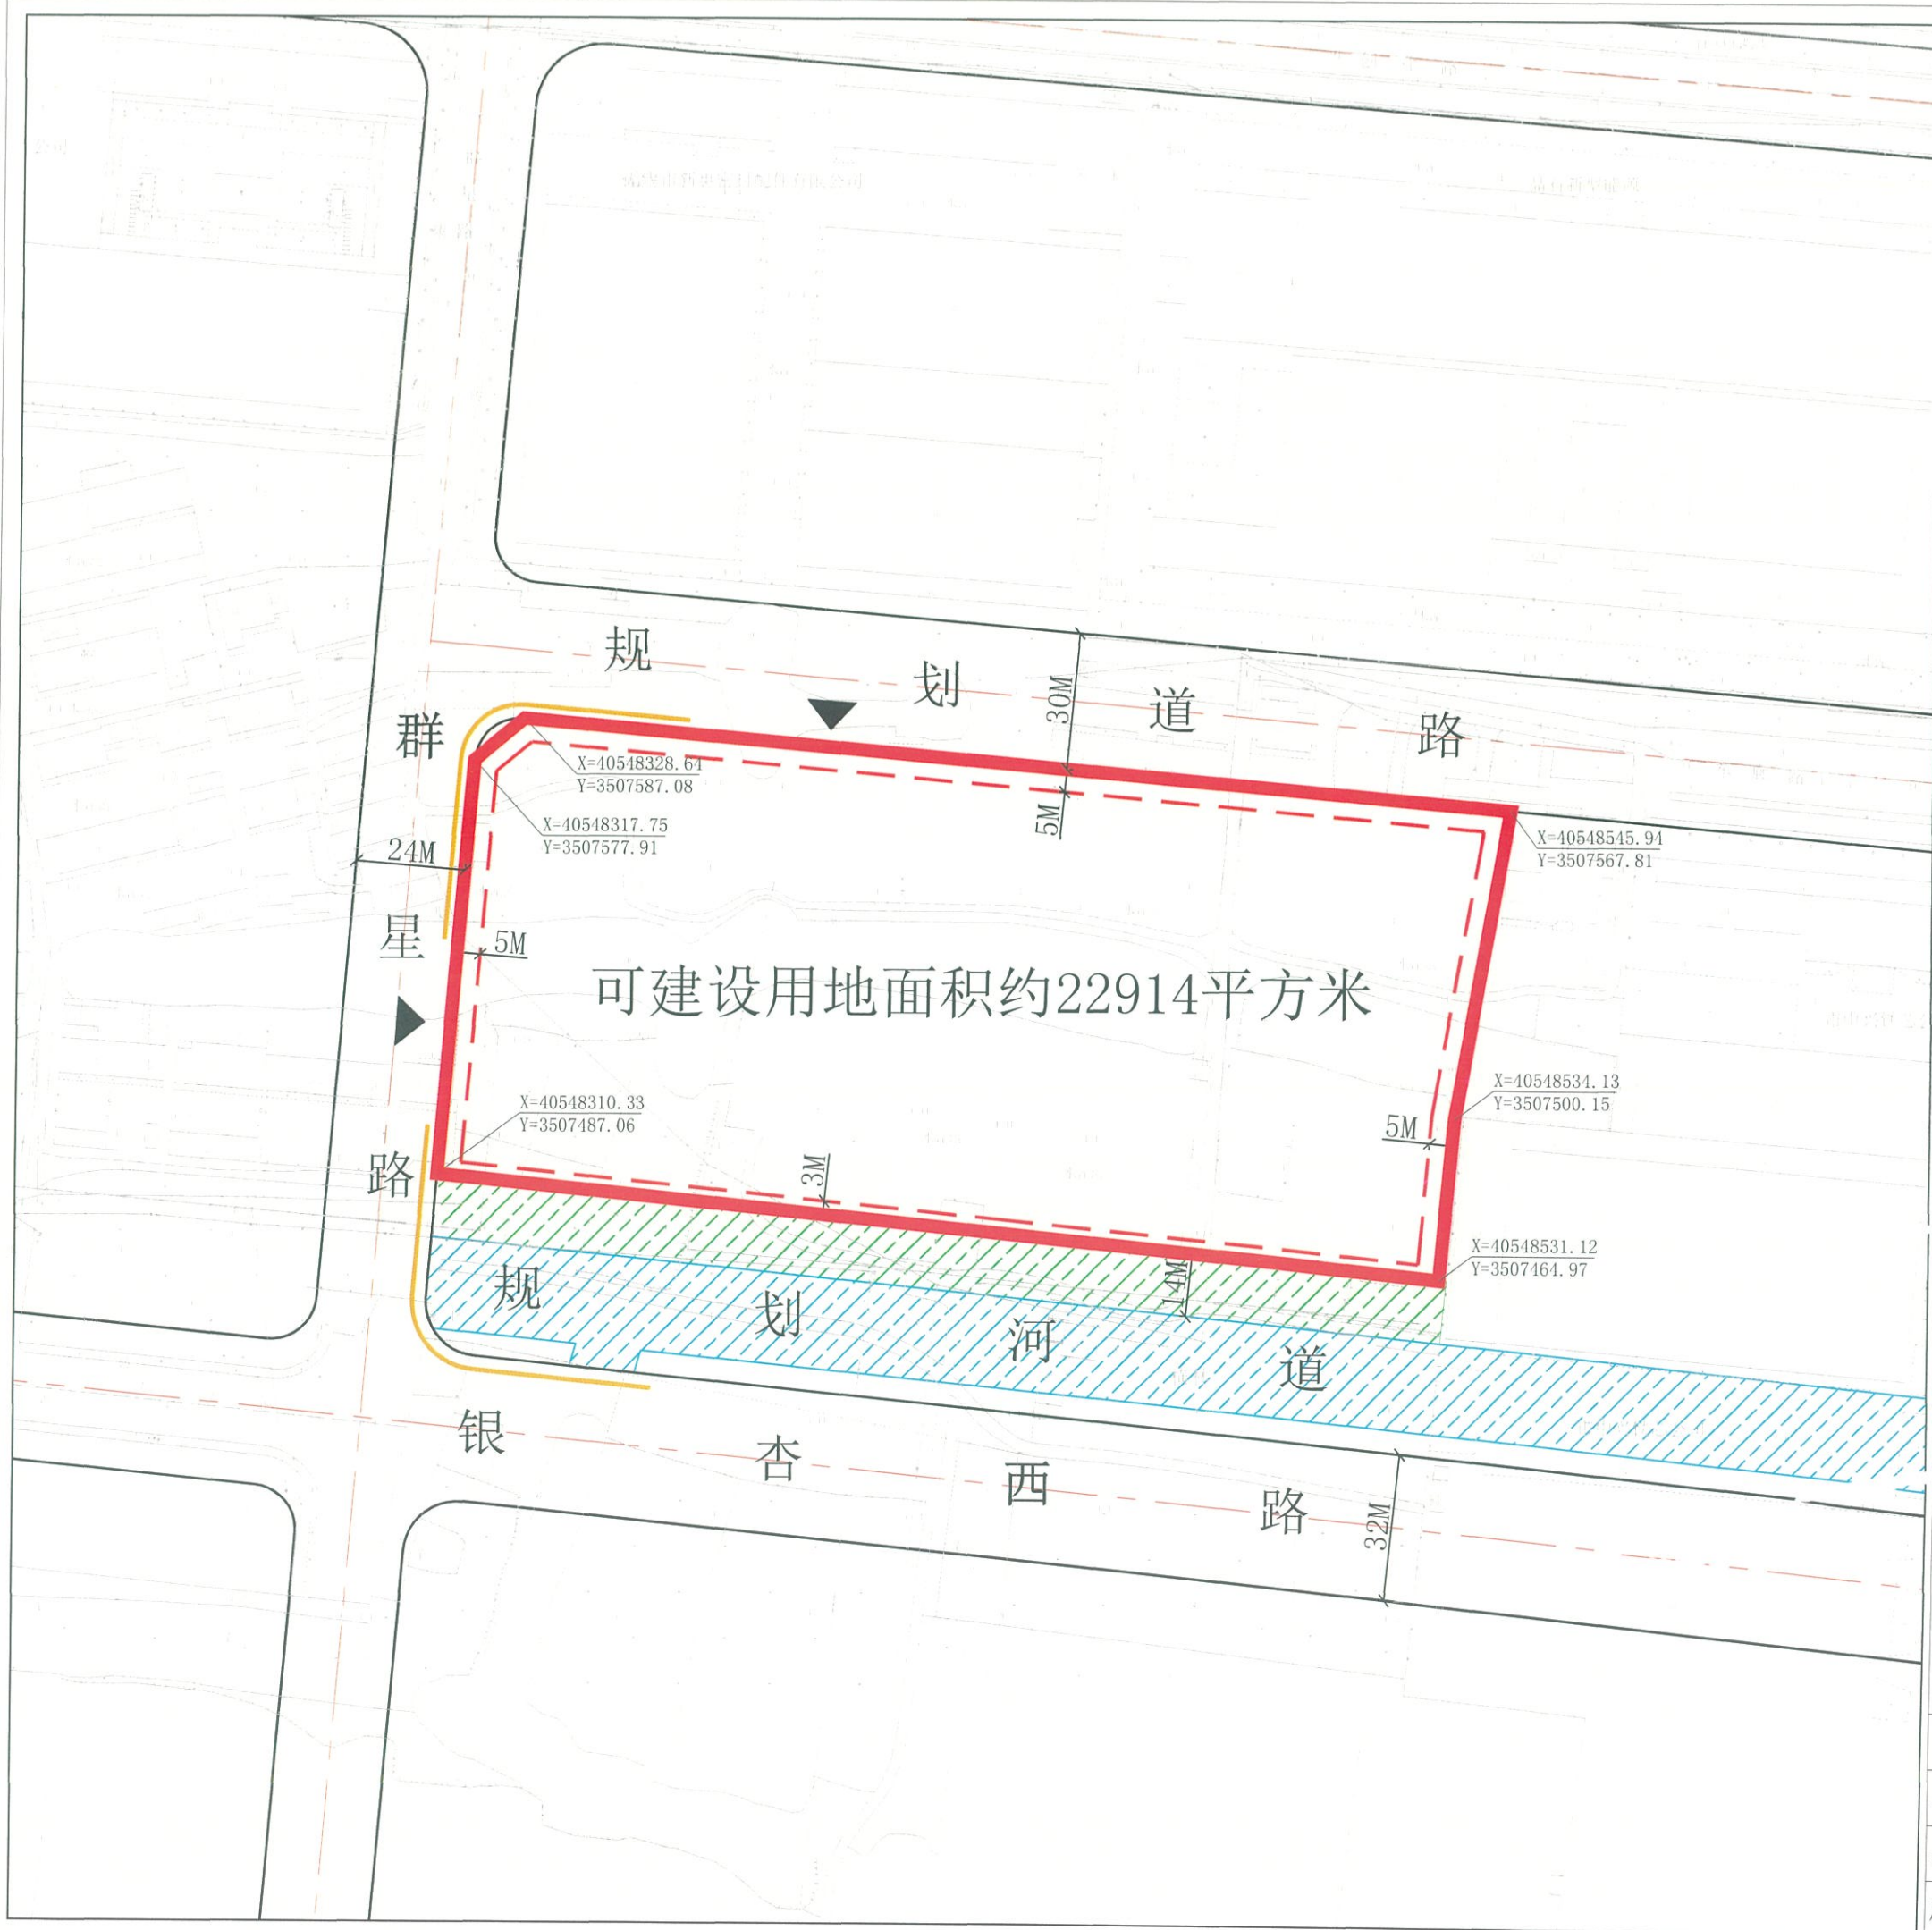 规划道路
30M
群星路
X=40548328.64
Y=3507587.08
X=40548317.75
Y=3507577.91
5M
X=40548545.94
Y=3507567.81
24M
5M
可建设用地面积约22914平方米
X=40548534.13
Y=3507500.15
X=40548310.33
Y=3507487.06
5M
3M
X=40548531.12
Y=3507464.97
14M
规划河道
银杏西路
32M